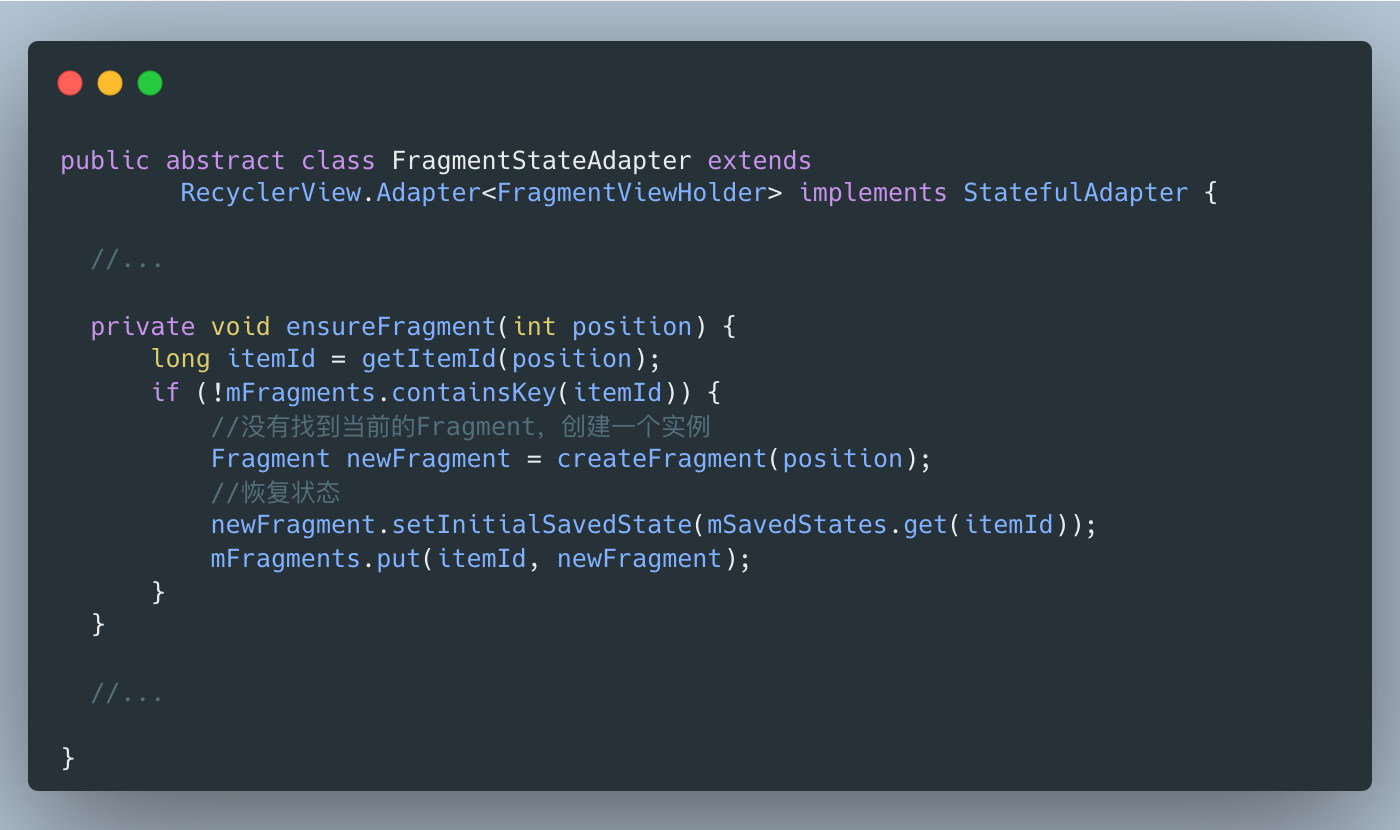 public abstract class FragmentStateAdapter extends
        RecyclerView.Adapter<FragmentViewHolder> implements StatefulAdapter {

  //...

  private void ensureFragment(int position) {
      long itemId = getItemId(position);
      if (!mFragments.containsKey(itemId)) {
          //没有找到当前的Fragment，创建一个实例
          Fragment newFragment = createFragment(position);
          //恢复状态
          newFragment.setInitialSavedState(mSavedStates.get(itemId));
          mFragments.put(itemId, newFragment);
      }
  }

  //...

}